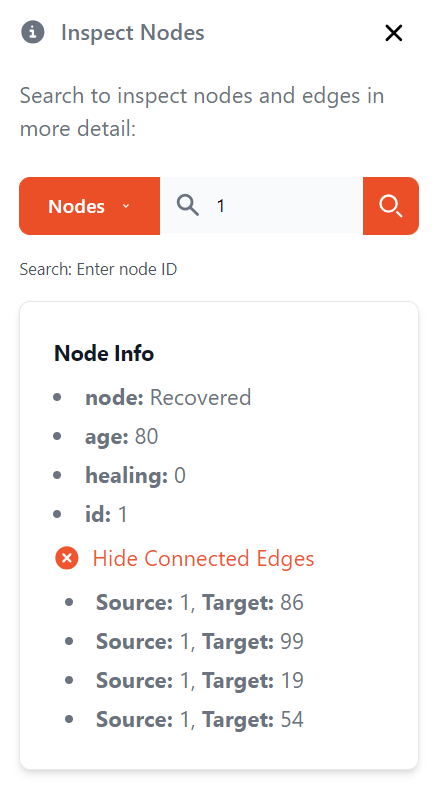 Inspect Nodes
Search to inspect nodes and edges in
more detail:
Nodes 1
Search: Enter node ID
Node Info
node: Recovered
age: 80
healing: 0
id: 1
Hide Connected Edges
Source: 1, Target: 86
Source: 1, Target: 99
Source: 1, Target: 19
Source: 1, Target: 54